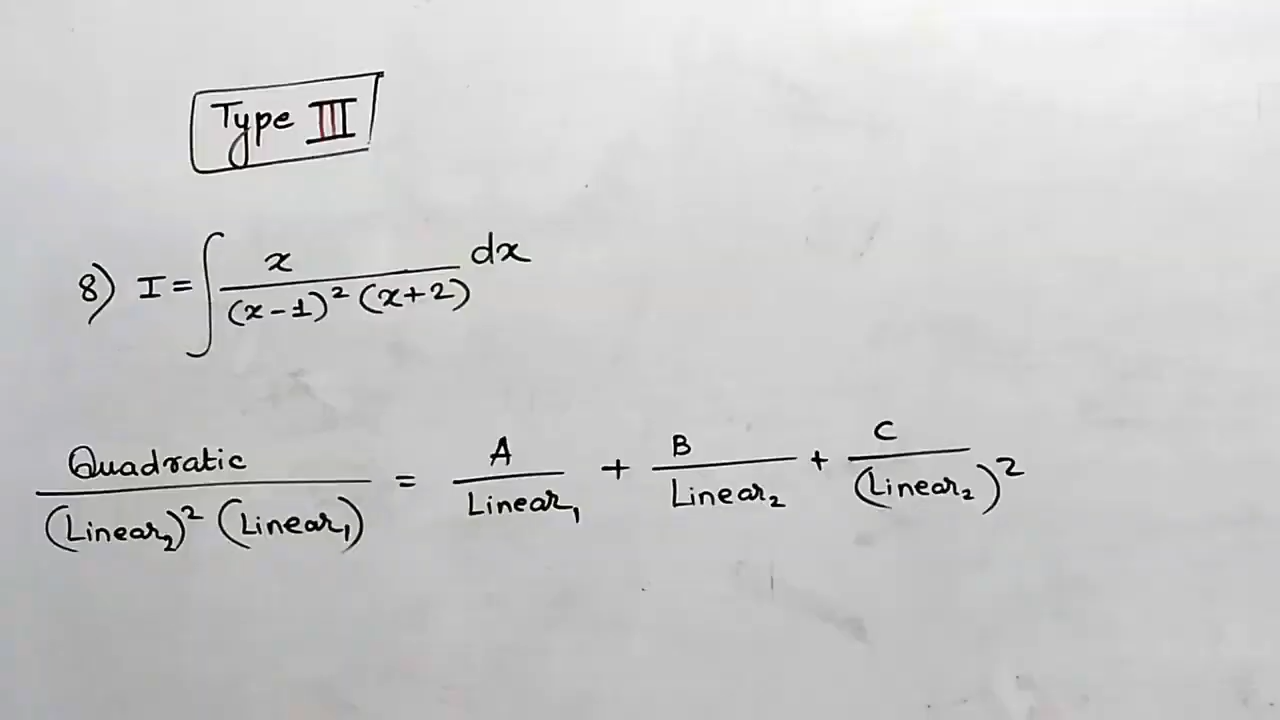 Type III
8) I = ∫ x / ((x-1)² (x+2)) dx
Quadratic / ((Linear₂)² (Linear₁)) = A / Linear₁ + B / Linear₂ + C / (Linear₂)²